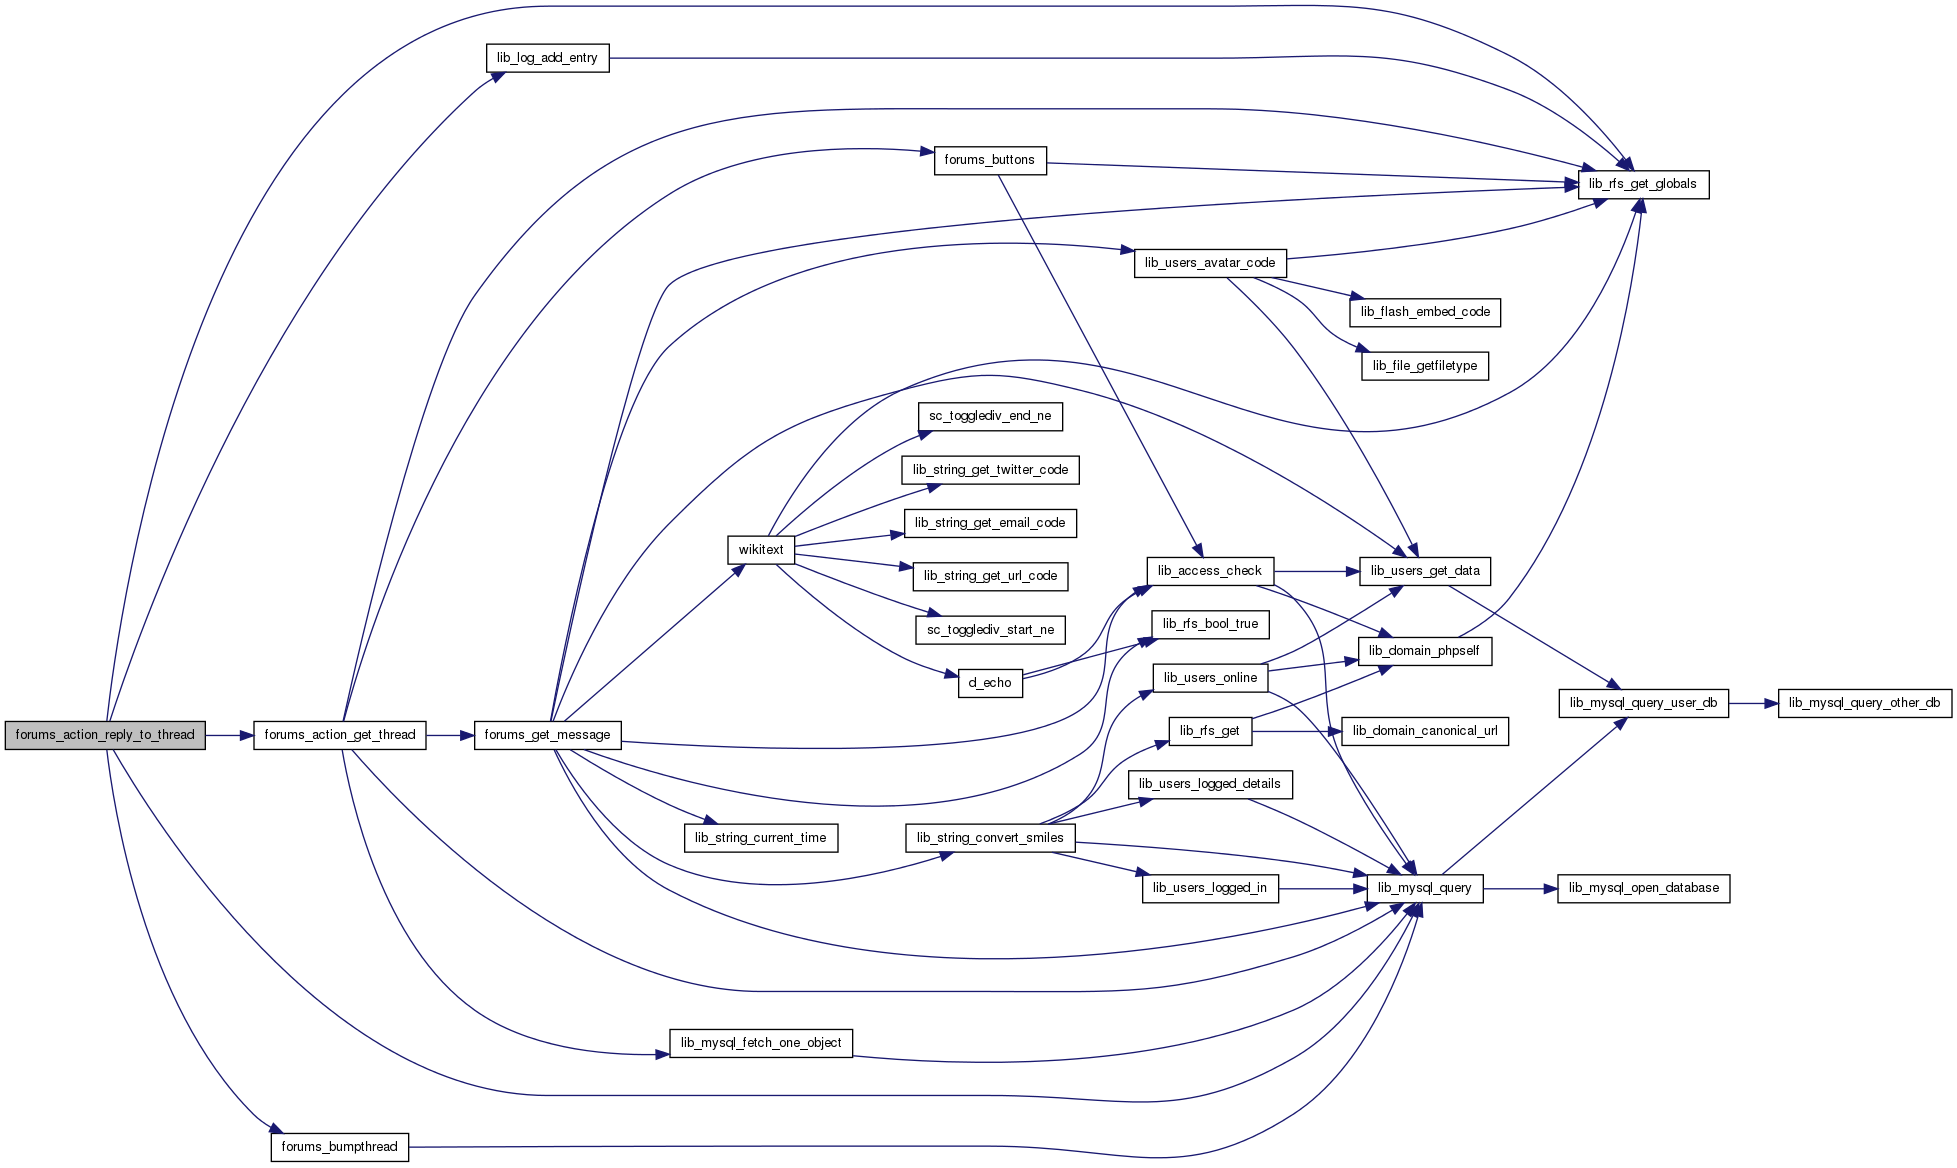 lib_log_add_entry
forums_buttons
lib_rfs_get_globals
lib_users_avatar_code
lib_flash_embed_code
lib_file_getfiletype
sc_togglediv_end_ne
lib_string_get_twitter_code
lib_string_get_email_code
wikitext
lib_string_get_url_code
lib_access_check
lib_users_get_data
sc_togglediv_start_ne
lib_rfs_bool_true
lib_domain_phpself
d_echo
lib_users_online
lib_mysql_query_user_db
lib_mysql_query_other_db
forums_action_reply_to_thread
forums_action_get_thread
forums_get_message
lib_rfs_get
lib_domain_canonical_url
lib_users_logged_details
lib_string_current_time
lib_string_convert_smiles
lib_users_logged_in
lib_mysql_query
lib_mysql_open_database
lib_mysql_fetch_one_object
forums_bumpthread